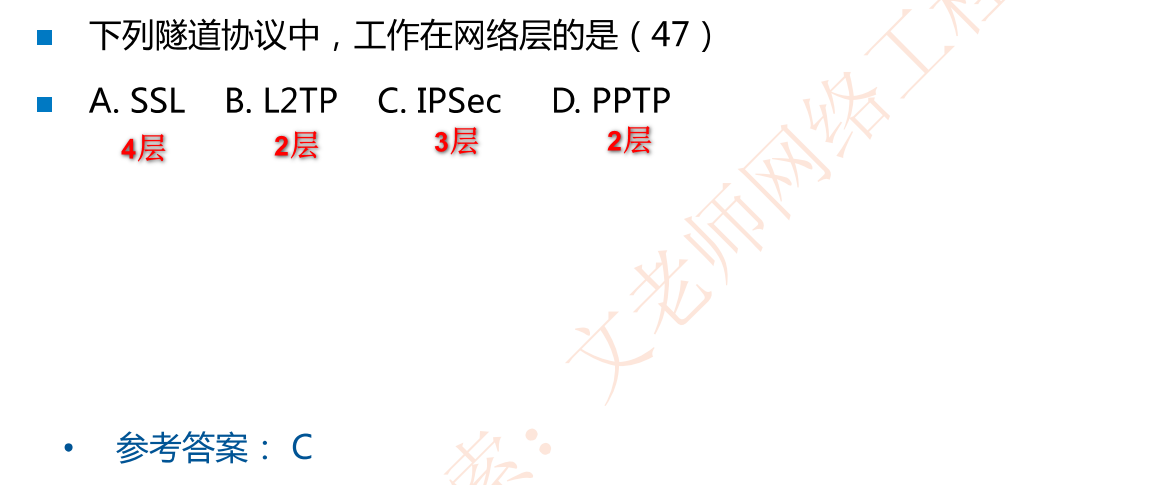 下列隧道协议中，工作在网络层的是（47）
A. SSL B. L2TP C. IPSec D. PPTP
4层 2层 3层 2层
参考答案： C
索：文老师网络工程